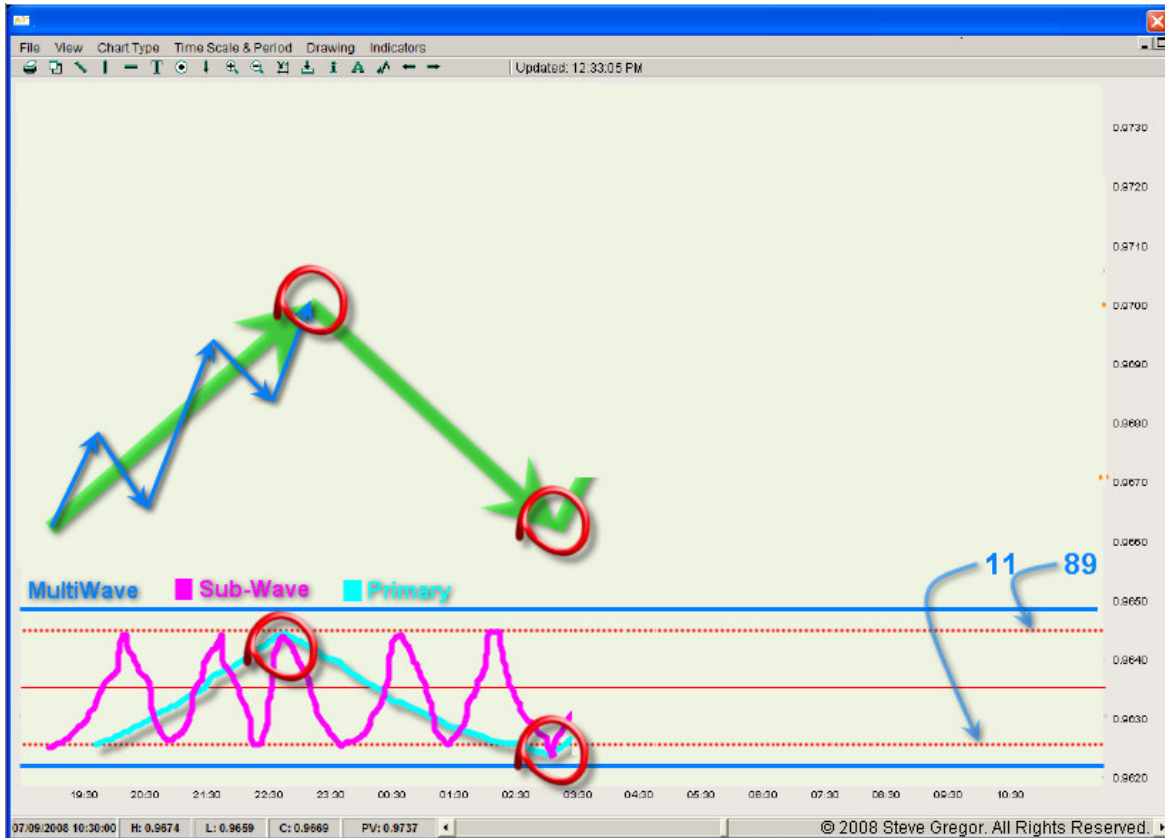 File View Chart Type Time Scale & Period Drawing Indicators
T A Updated: 12:33:05 PM
0.9730
0.9720
0.9710
0.9700
0.9690
0.9680
0.9670
0.9660
11 89
MultiWave Sub-Wave Primary
0.9650
0.9640
0.9630
0.9620
19:30 20:30 21:30 22:30 23:30 00:30 01:30 02:30 03:30 04:30 05:30 06:30 07:30 08:30 09:30 10:30
07/09/2008 10:30:00 H: 0.9674 L: 0.9659 C: 0.9669 PV: 0.9737 © 2008 Steve Gregor. All Rights Reserved.